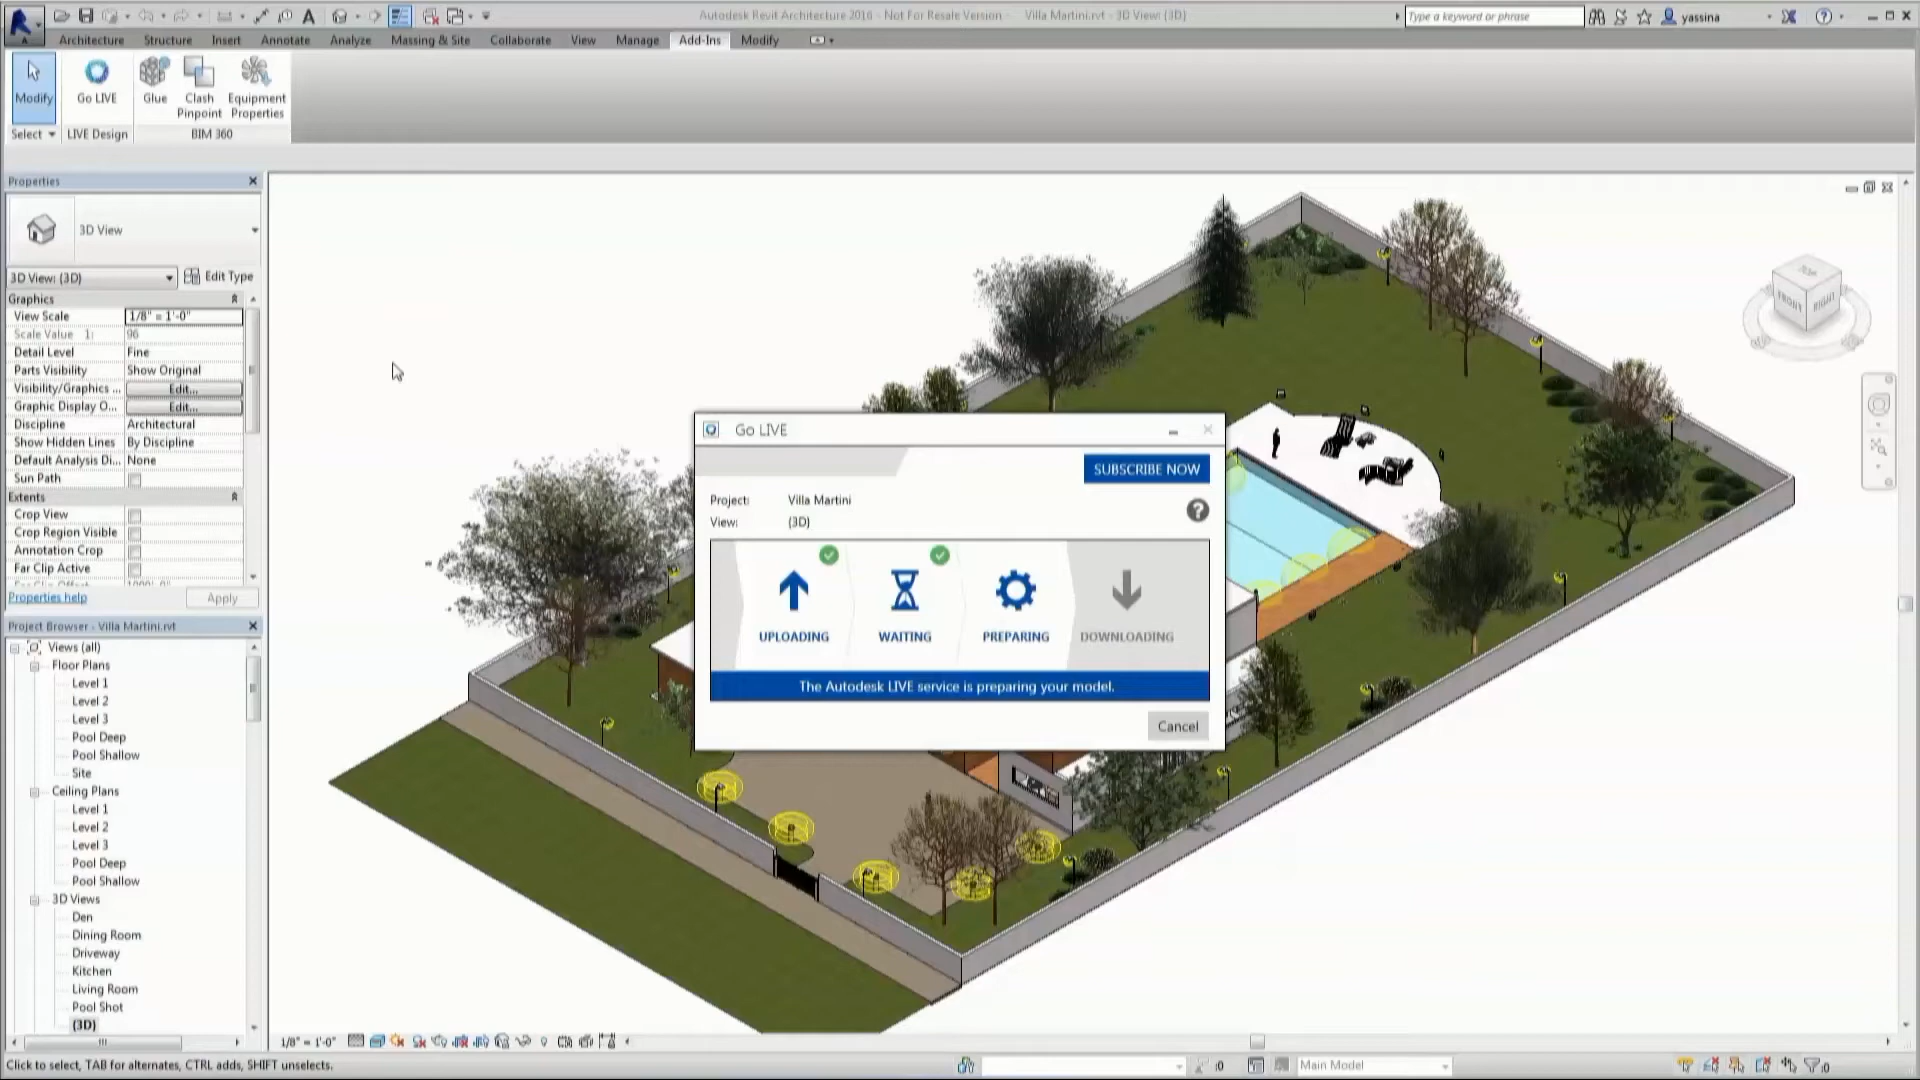 Autodesk Revit Architecture 2016 - Not For Resale Version - Villa Martini.rvt - 3D View: {3D}
Type a keyword or phrase
yassina
Architecture Structure Insert Annotate Analyze Massing & Site Collaborate View Manage Add-Ins Modify
Modify
Go LIVE
Glue
Clash Pinpoint
Equipment Properties
Select
LIVE Design
BIM 360
Properties
3D View
3D View: {3D}
Edit Type
Graphics
View Scale 1/8" = 1'-0"
Scale Value 1: 96
Detail Level Fine
Parts Visibility Show Original
Visibility/Graphics ... Edit...
Graphic Display O... Edit...
Discipline Architectural
Show Hidden Lines By Discipline
Default Analysis Di... None
Sun Path
Extents
Crop View
Crop Region Visible
Annotation Crop
Far Clip Active
Properties help
Apply
Project Browser - Villa Martini.rvt
Views (all)
Floor Plans
Level 1
Level 2
Level 3
Pool Deep
Pool Shallow
Site
Ceiling Plans
Level 1
Level 2
Level 3
Pool Deep
Pool Shallow
3D Views
Den
Dining Room
Driveway
Kitchen
Living Room
Pool Shot
{3D}
TOP
FRONT
RIGHT
Go LIVE
SUBSCRIBE NOW
Project: Villa Martini
View: {3D}
UPLOADING
WAITING
PREPARING
DOWNLOADING
The Autodesk LIVE service is preparing your model.
Cancel
1/8" = 1'-0"
Click to select, TAB for alternates, CTRL adds, SHIFT unselects.
:0
Main Model
:0